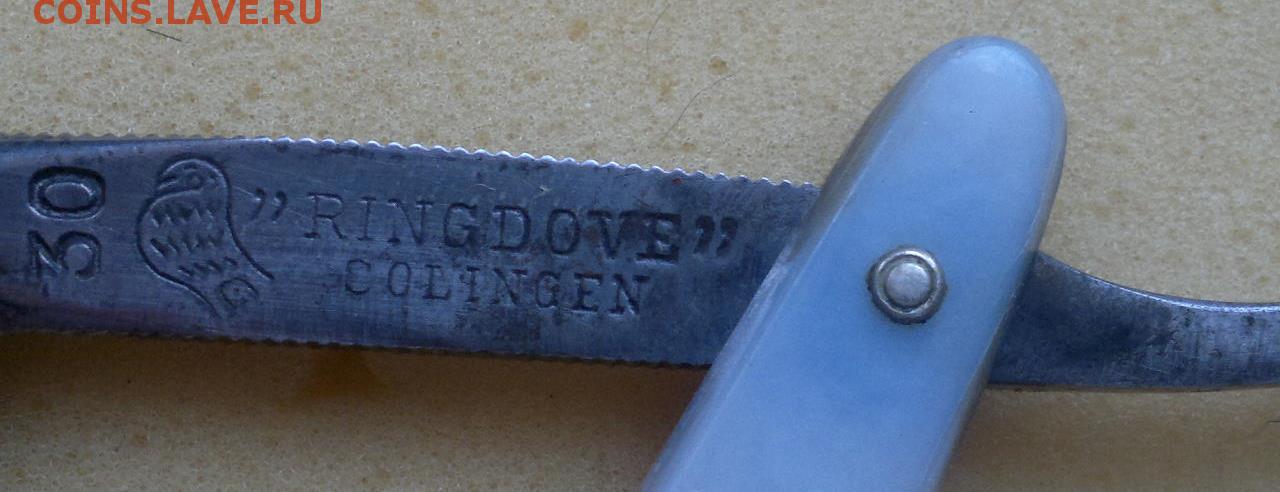 COINS.LAVE.RU
30
"RINGDOVE"
COLINGEN
G